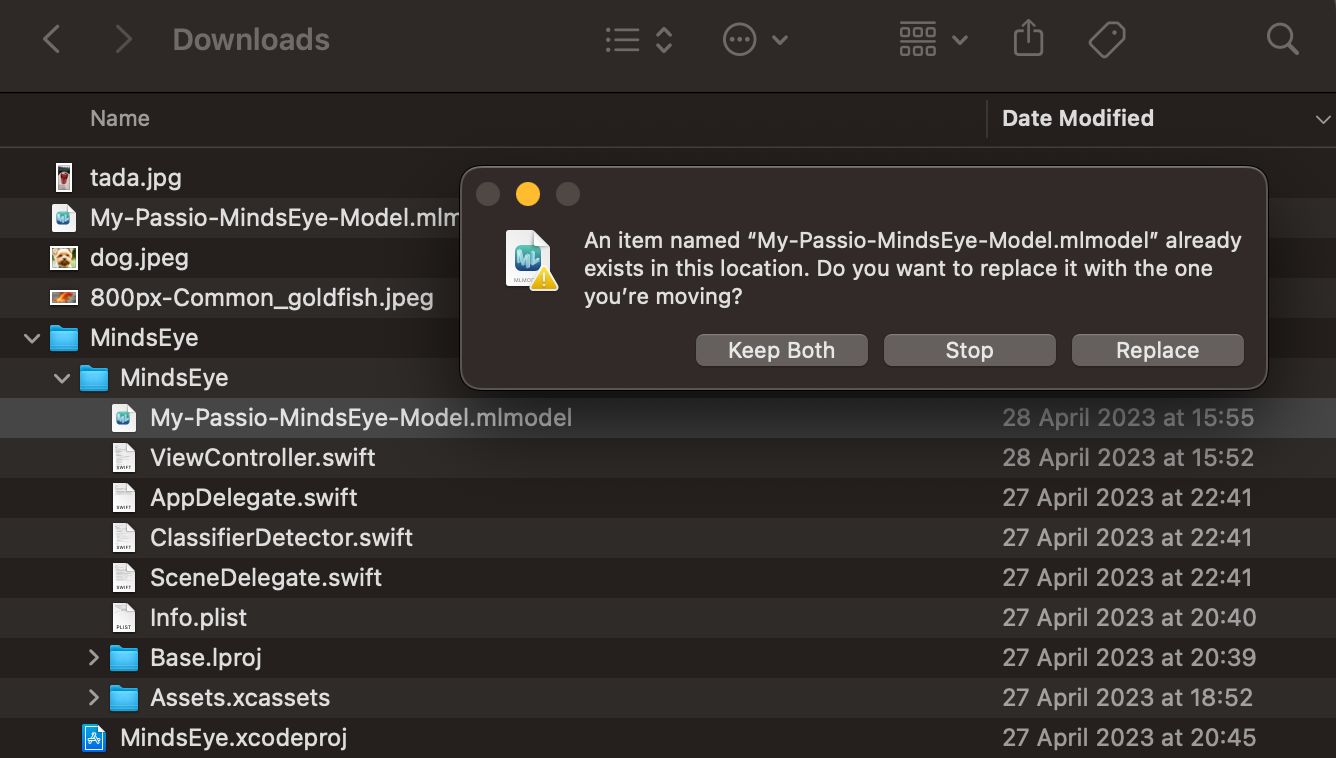 Downloads
Name
Date Modified
tada.jpg
My-Passio-MindsEye-Model.mlm
dog.jpeg
800px-Common_goldfish.jpeg
An item named “My-Passio-MindsEye-Model.mlmodel” already
exists in this location. Do you want to replace it with the one
you’re moving?
Keep Both
Stop
Replace
MindsEye
MindsEye
My-Passio-MindsEye-Model.mlmodel 28 April 2023 at 15:55
ViewController.swift 28 April 2023 at 15:52
AppDelegate.swift 27 April 2023 at 22:41
ClassifierDetector.swift 27 April 2023 at 22:41
SceneDelegate.swift 27 April 2023 at 22:41
Info.plist 27 April 2023 at 20:40
Base.lproj 27 April 2023 at 20:39
Assets.xcassets 27 April 2023 at 18:52
MindsEye.xcodeproj 27 April 2023 at 20:45